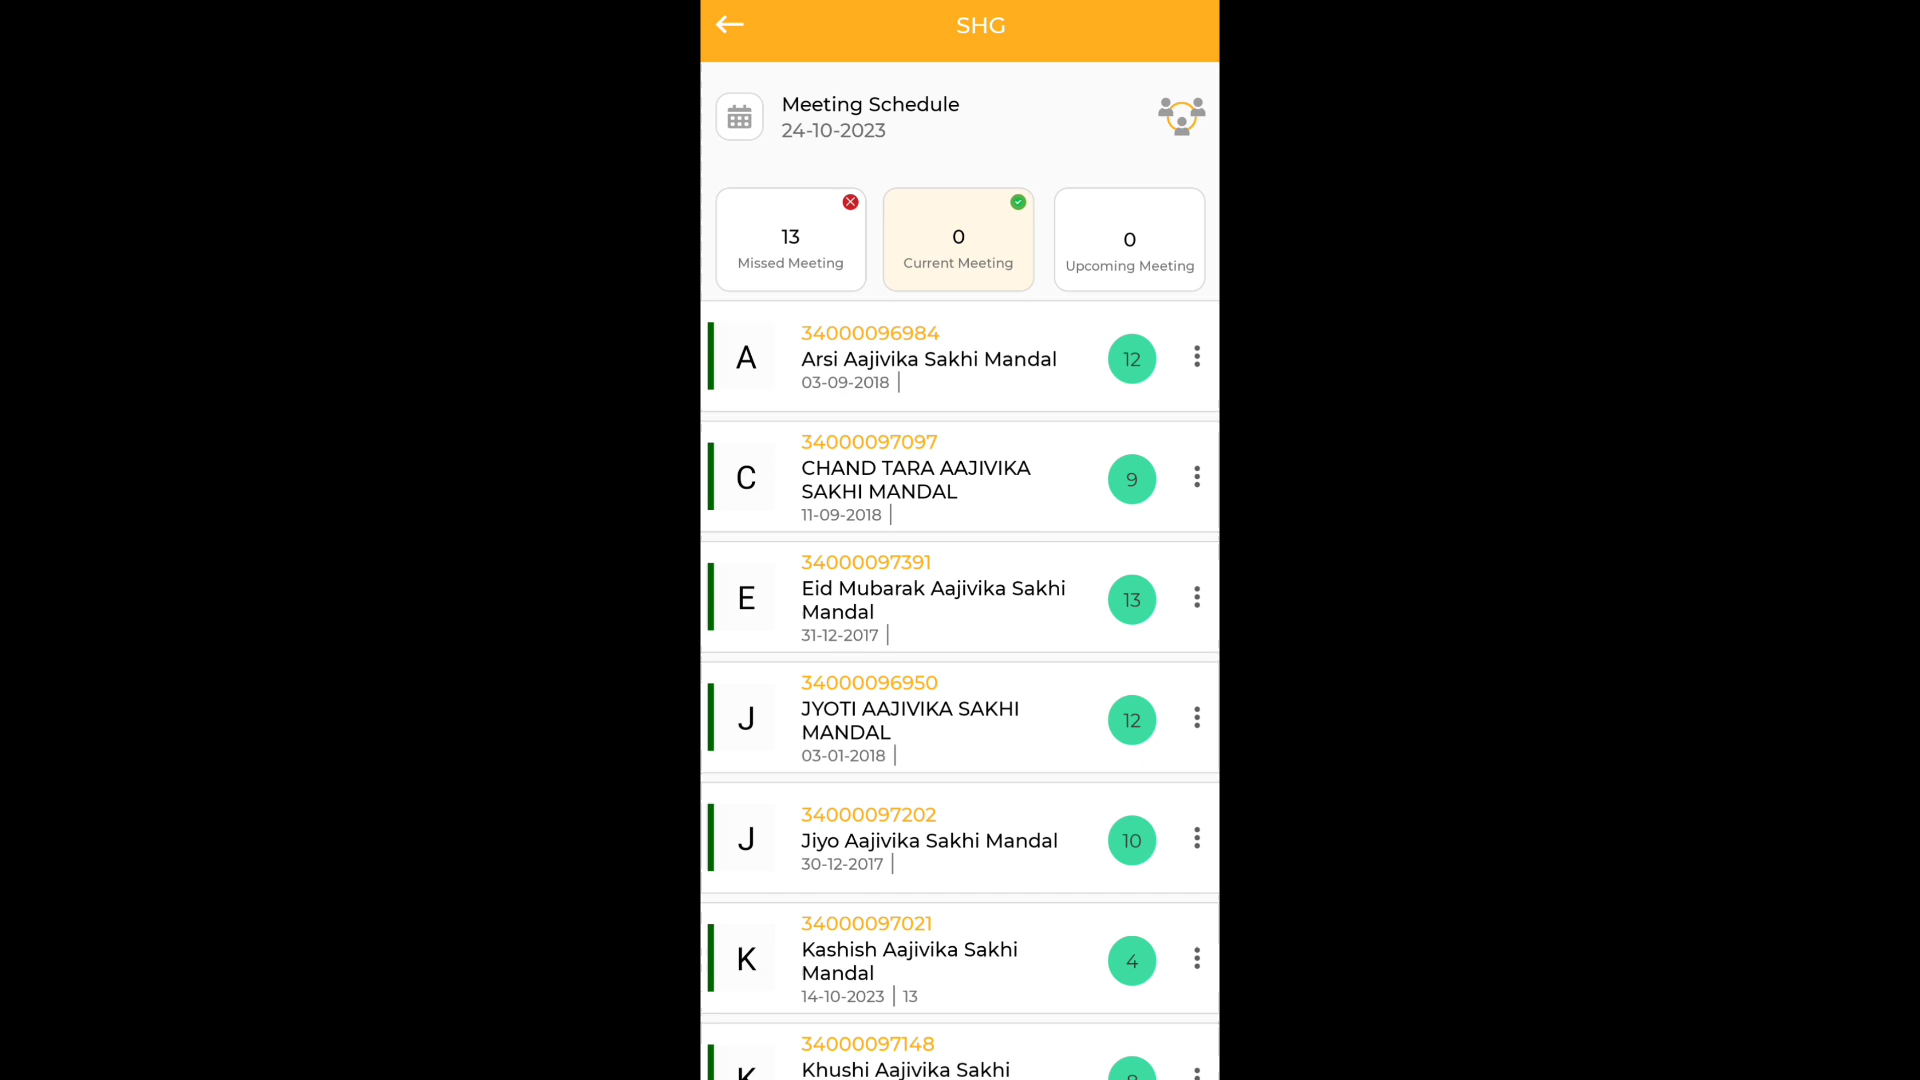 SHG
Meeting Schedule
24-10-2023
13
Missed Meeting
0
Current Meeting
0
Upcoming Meeting
A
34000096984
Arsi Aajivika Sakhi Mandal
03-09-2018 |
12
C
34000097097
CHAND TARA AAJIVIKA
SAKHI MANDAL
11-09-2018 |
9
E
34000097391
Eid Mubarak Aajivika Sakhi
Mandal
31-12-2017 |
13
J
34000096950
JYOTI AAJIVIKA SAKHI
MANDAL
03-01-2018 |
12
J
34000097202
Jiyo Aajivika Sakhi Mandal
30-12-2017 |
10
K
34000097021
Kashish Aajivika Sakhi
Mandal
14-10-2023 | 13
4
K
34000097148
Khushi Aajivika Sakhi